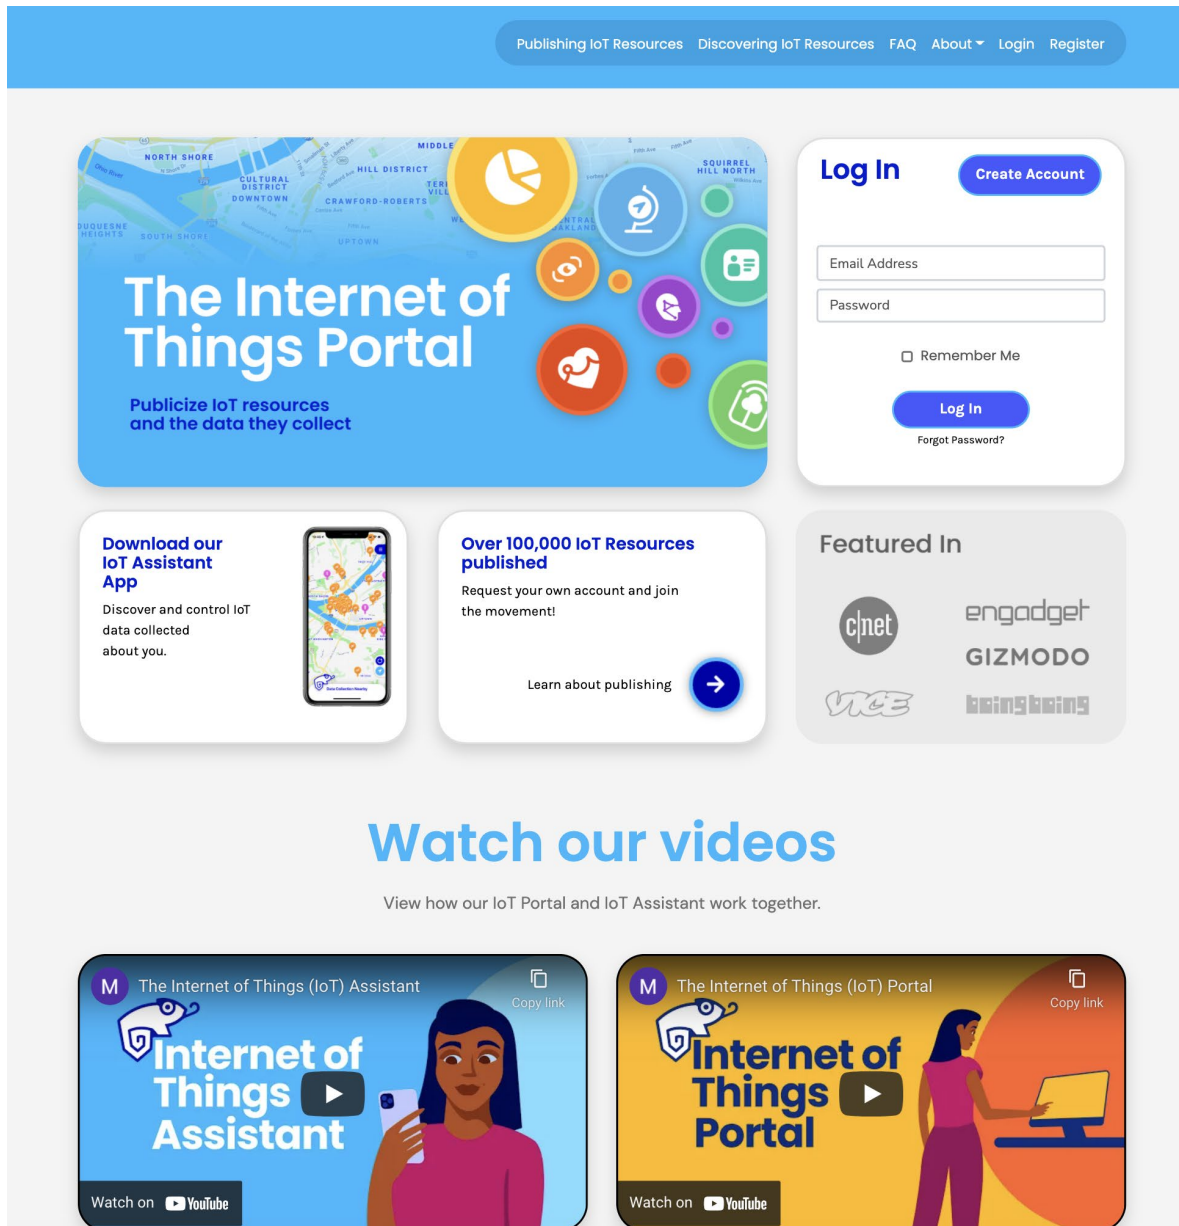 Publishing IoT Resources Discovering IoT Resources FAQ About Login Register
NORTH SHORE
CULTURAL
DISTRICT
DOWNTOWN
HILL DISTRICT
CRAWFORD-ROBERTS
MIDDLE
SQUIRREL
HILL NORTH
SOUTH SHORE
UPTOWN
The Internet of
Things Portal
Publicize IoT resources
and the data they collect
Log In
Create Account
Email Address
Password
Remember Me
Log In
Forgot Password?
Download our
IoT Assistant
App
Discover and control IoT
data collected
about you.
Data Collection Nearby
Over 100,000 IoT Resources
published
Request your own account and join
the movement!
Learn about publishing
Featured In
c|net
engadget
GIZMODO
VICE
boingboing
Watch our videos
View how our IoT Portal and IoT Assistant work together.
M
The Internet of Things (IoT) Assistant
Copy link
Internet of
Things
Assistant
Watch on YouTube
M
The Internet of Things (IoT) Portal
Copy link
Internet of
Things
Portal
Watch on YouTube